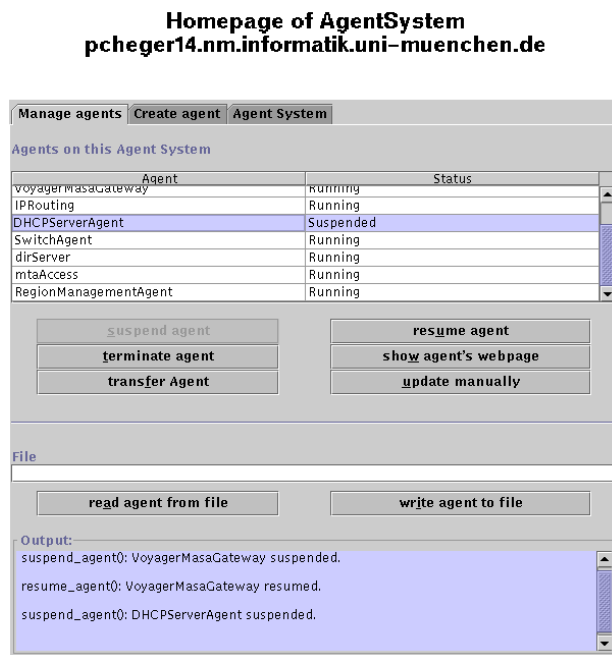 Homepage of AgentSystem
pcheger14.nm.informatik.uni-muenchen.de
Manage agents Create agent Agent System
Agents on this Agent System
Agent Status
VoyagerMasaGateway Running
IPRouting Running
DHCPServerAgent Suspended
SwitchAgent Running
dirServer Running
mtaAccess Running
RegionManagementAgent Running
suspend agent resume agent
terminate agent show agent's webpage
transfer Agent update manually
File
read agent from file write agent to file
Output:
suspend_agent(): VoyagerMasaGateway suspended.
resume_agent(): VoyagerMasaGateway resumed.
suspend_agent(): DHCPServerAgent suspended.